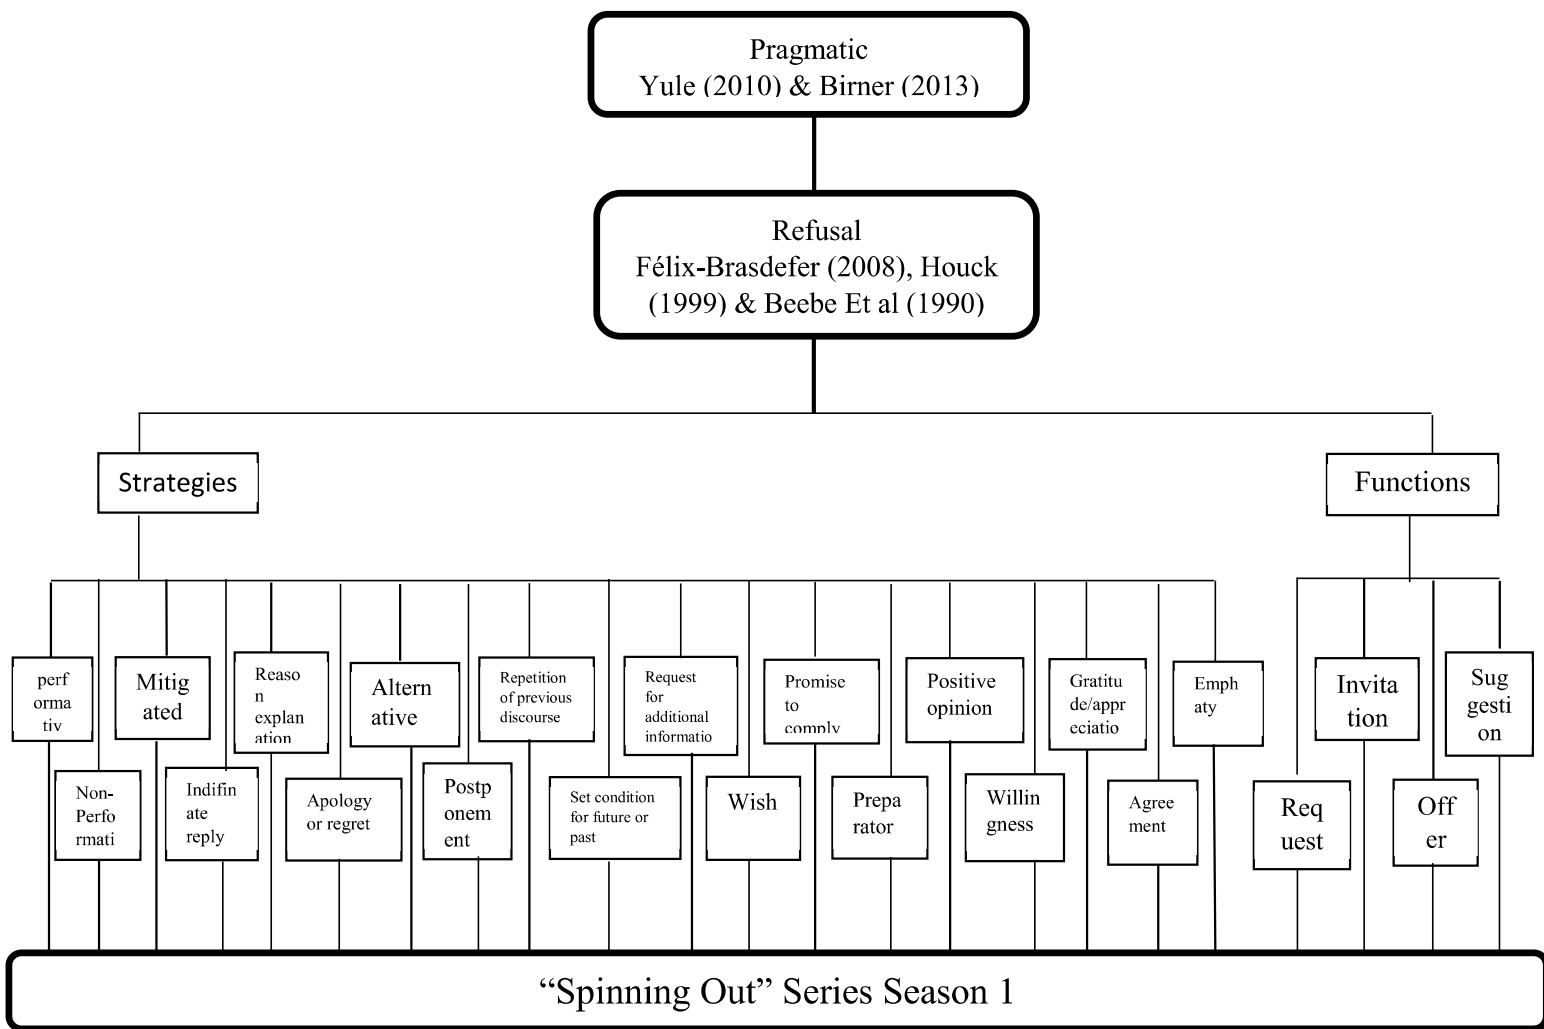 Pragmatic
Yule (2010) & Birner (2013)
Refusal
Félix-Brasdefer (2008), Houck
(1999) & Beebe Et al (1990)
Strategies
Functions
perf
orma
tiv
Non-
Perfo
rmati
Mitig
ated
Indifin
ate
reply
Reaso
n
explan
ation
Apology
or regret
Altern
ative
Postp
onem
ent
Repetition
of previous
discourse
Set condition
for future or
past
Request
for
additional
informatio
Wish
Promise
to
comply
Prepa
rator
Positive
opinion
Willin
gness
Gratitu
de/appr
eciatio
Agree
ment
Emph
aty
Req
uest
Invita
tion
Off
er
Sug
gesti
on
“Spinning Out” Series Season 1